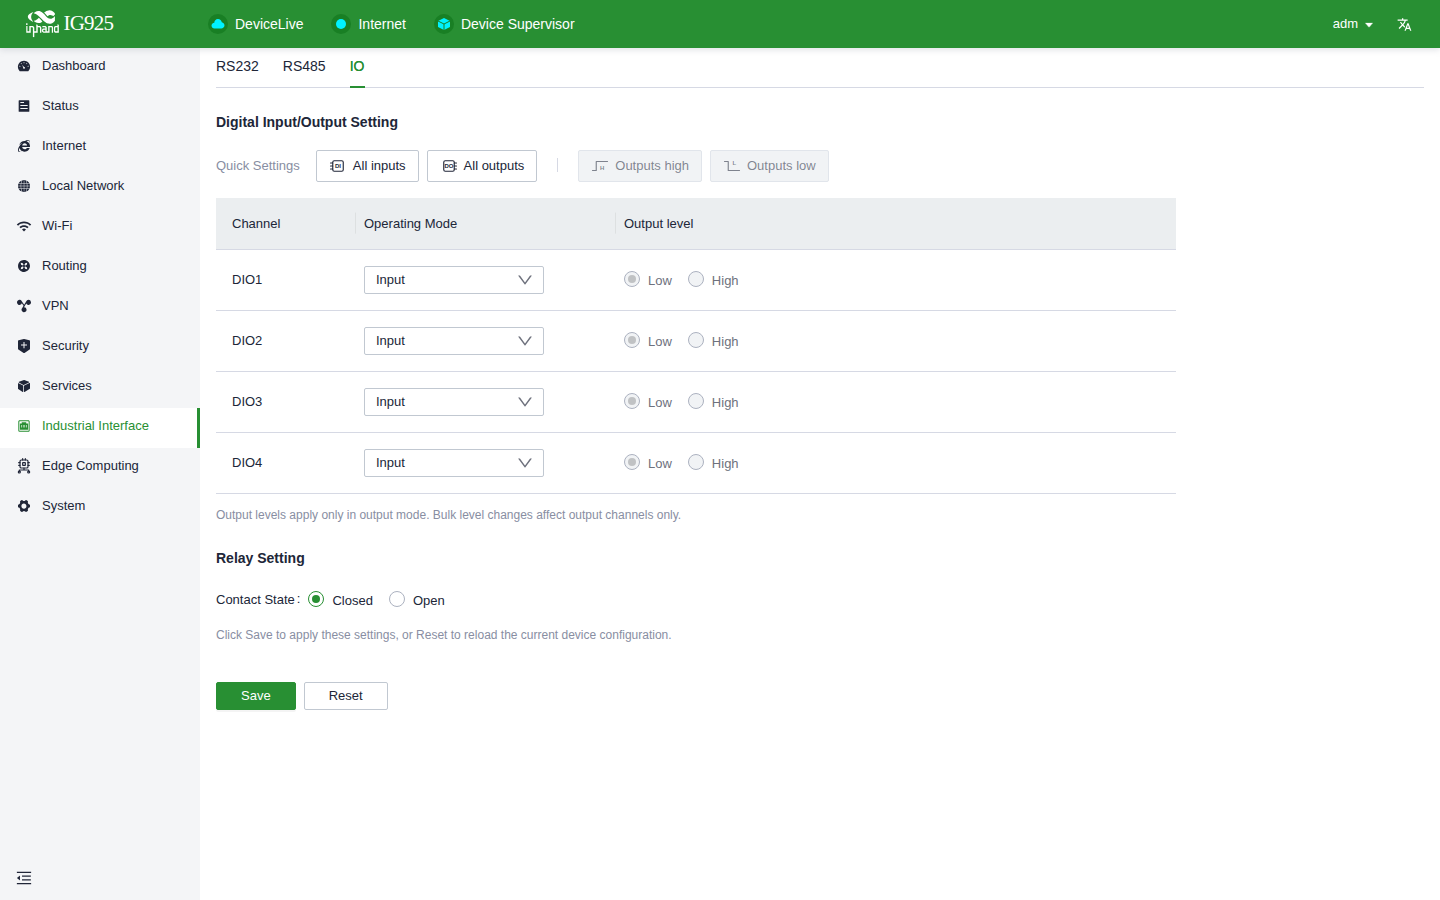 inhand IG925
DeviceLive Internet Device Supervisor adm
Dashboard
Status
Internet
Local Network
Wi-Fi
Routing
VPN
Security
Services
Industrial Interface
Edge Computing
System
RS232 RS485 IO
Digital Input/Output Setting
Quick Settings DI All inputs DO All outputs H Outputs high L Outputs low
Channel Operating Mode Output level
DIO1 Input Low High
DIO2 Input Low High
DIO3 Input Low High
DIO4 Input Low High
Output levels apply only in output mode. Bulk level changes affect output channels only.
Relay Setting
Contact State: Closed Open
Click Save to apply these settings, or Reset to reload the current device configuration.
Save Reset